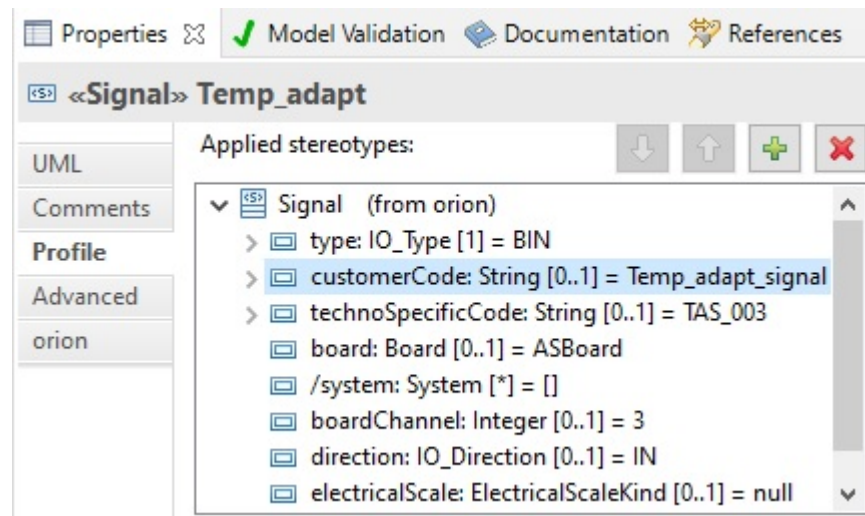 Properties Model Validation Documentation References
«Signal» Temp_adapt
Applied stereotypes:
UML
Comments
Profile
Advanced
orion
<S> Signal (from orion)
type: IO_Type [1] = BIN
customerCode: String [0..1] = Temp_adapt_signal
technoSpecificCode: String [0..1] = TAS_003
board: Board [0..1] = ASBoard
/system: System [*] = []
boardChannel: Integer [0..1] = 3
direction: IO_Direction [0..1] = IN
electricalScale: ElectricalScaleKind [0..1] = null